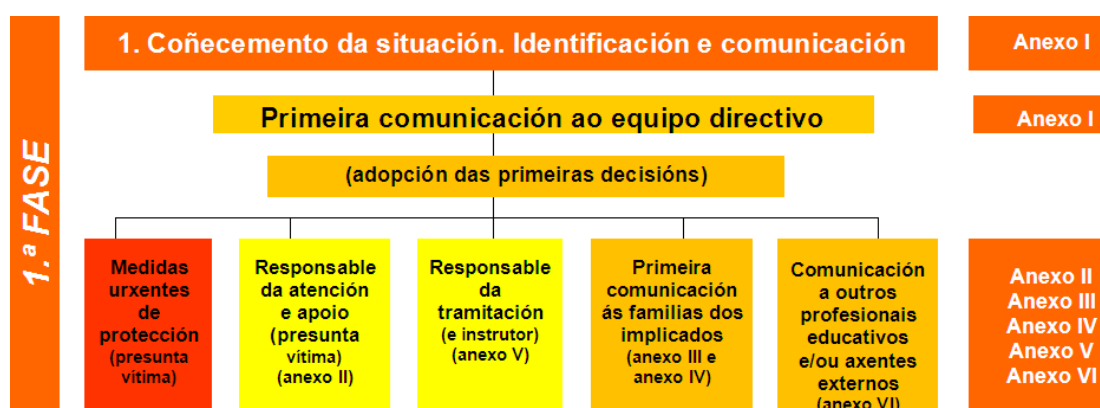 1.ª FASE
1. Coñecemento da situación. Identificación e comunicación
Anexo I
Primeira comunicación ao equipo directivo
Anexo I
(adopción das primeiras decisións)
Medidas
urxentes
de
protección
(presunta
vítima)
Responsable
da atención
e apoio
(presunta
vítima)
(anexo II)
Responsable
da
tramitación
(e instrutor)
(anexo V)
Primeira
comunicación
ás familias dos
implicados
(anexo III e
anexo IV)
Comunicación
a outros
profesionais
educativos
e/ou axentes
externos
(anexo VI)
Anexo II
Anexo III
Anexo IV
Anexo V
Anexo VI